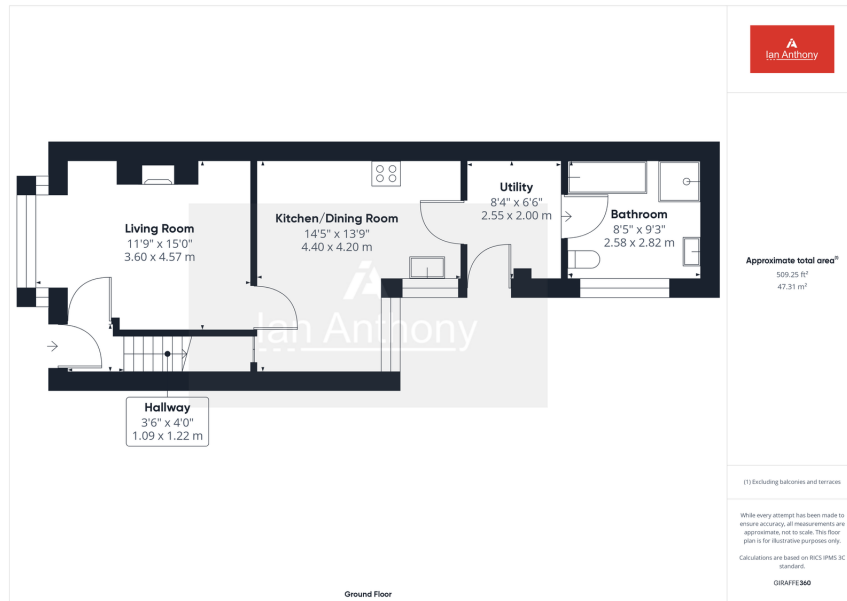 Living Room
11'9" x 15'0"
3.60 x 4.57 m
Kitchen/Dining Room
14'5" x 13'9"
4.40 x 4.20 m
Utility
8'4" x 6'6"
2.55 x 2.00 m
Bathroom
8'5" x 9'3"
2.58 x 2.82 m
Ian Anthony
Hallway
3'6" x 4'0"
1.09 x 1.22 m
Ground Floor
Ian Anthony
Approximate total area(1)
509.25 ft²
47.31 m²
(1) Excluding balconies and terraces
While every attempt has been made to
ensure accuracy, all measurements are
approximate, not to scale. This floor
plan is for illustrative purposes only.
Calculations are based on RICS IPMS 3C
standard.
GIRAFFE360